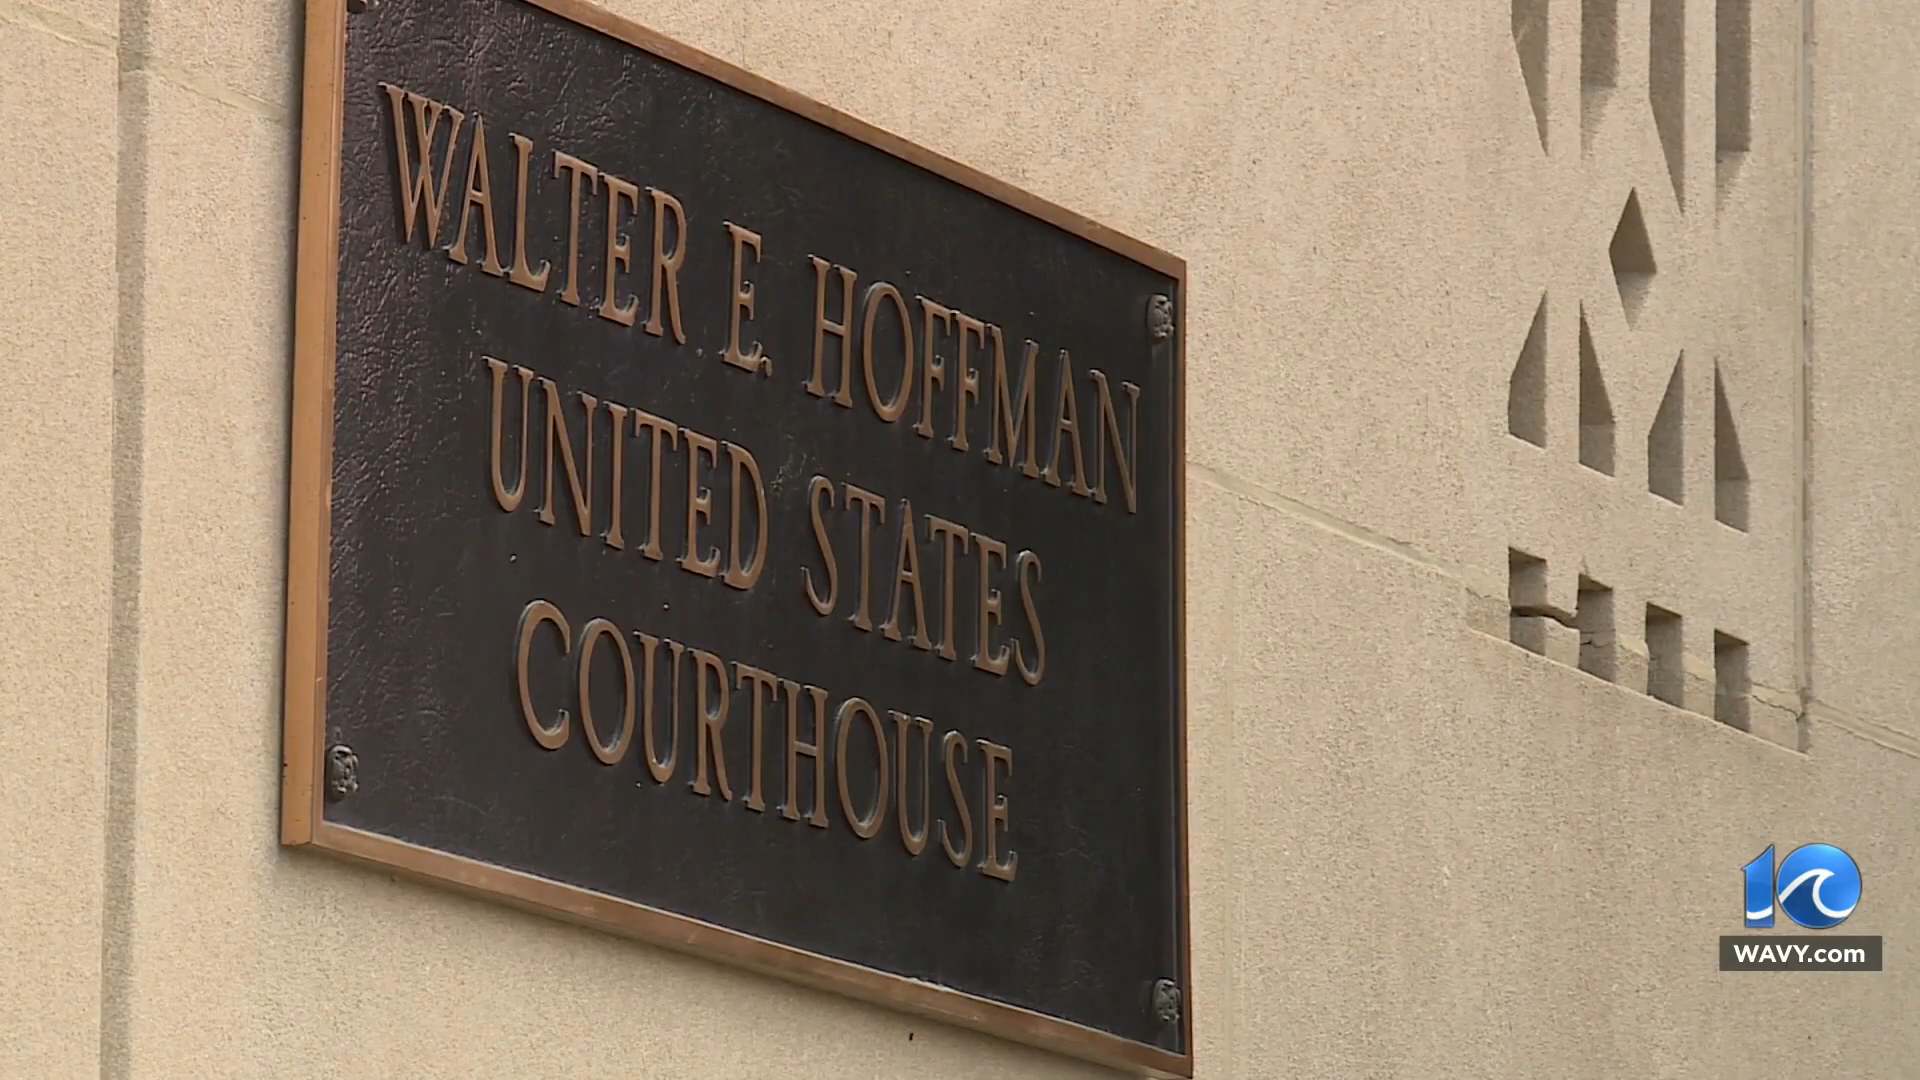 WALTER E. HOFFMAN
UNITED STATES
COURTHOUSE
10
WAVY.com